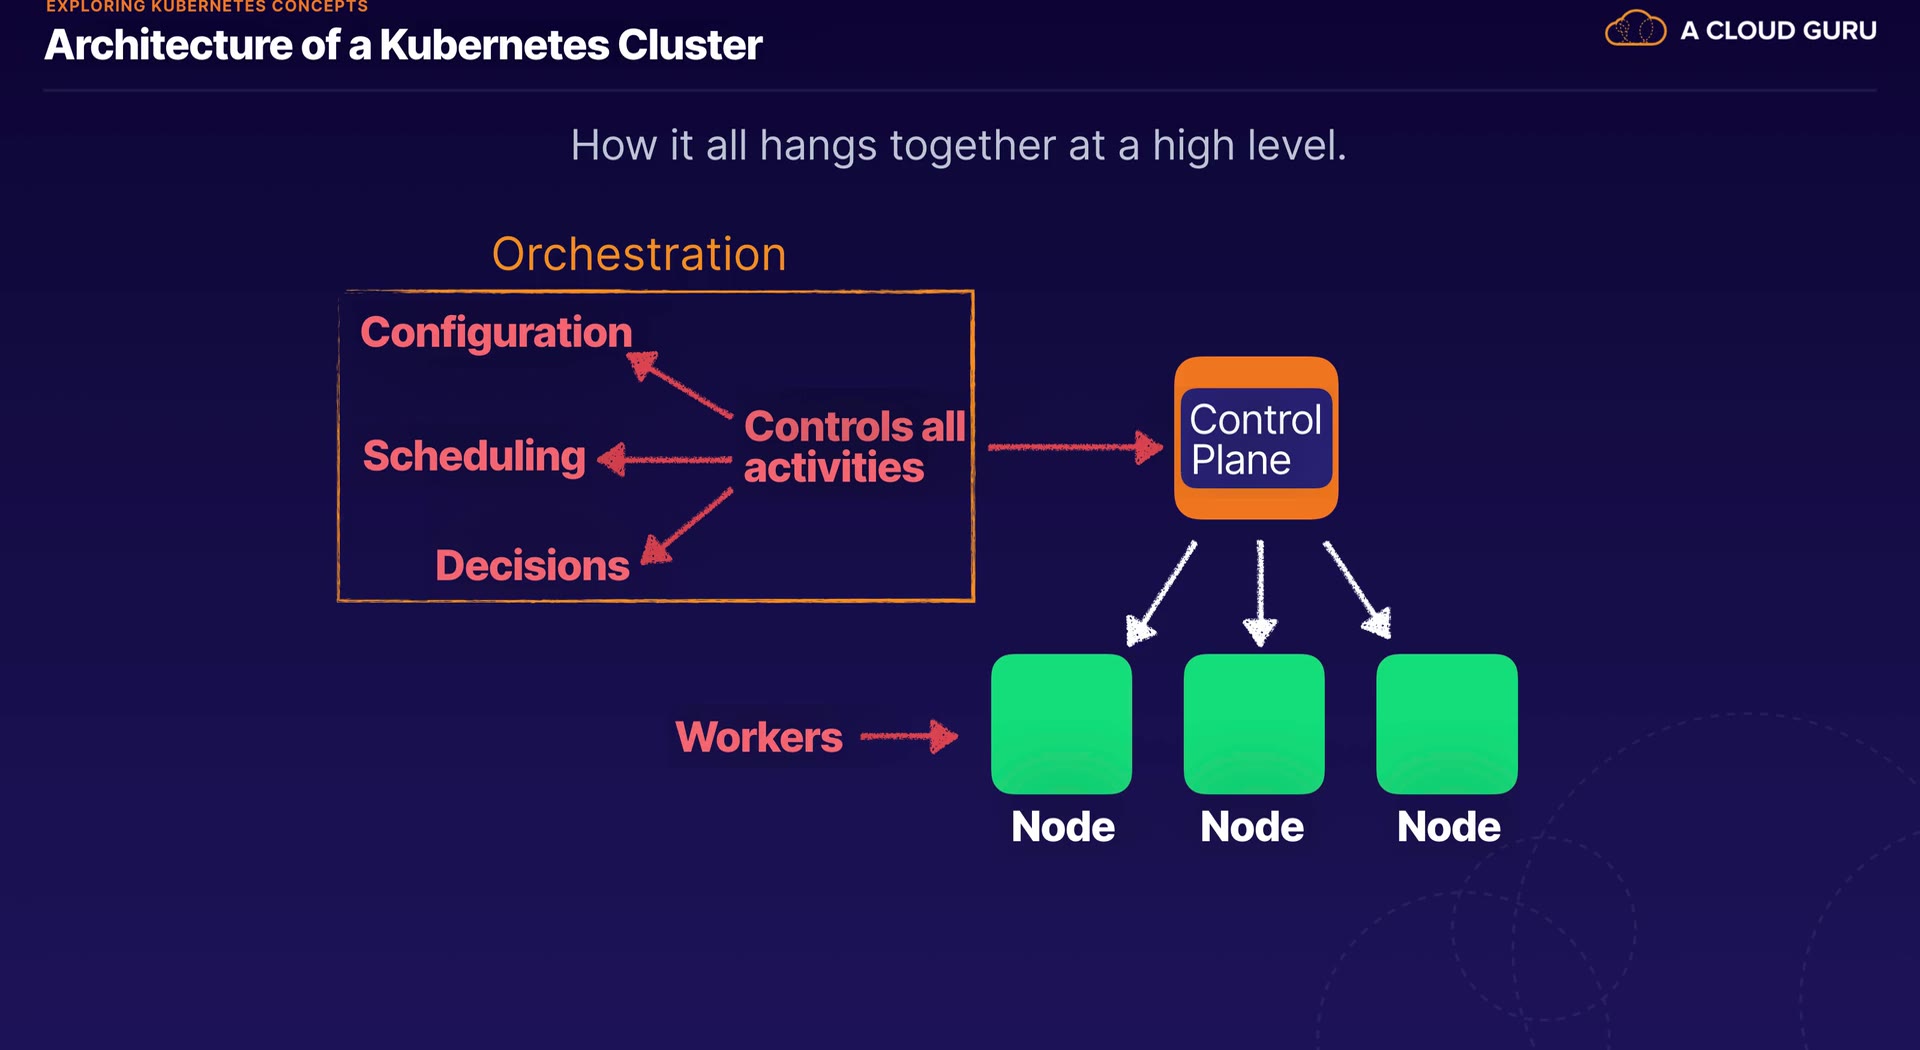 EXPLORING KUBERNETES CONCEPTS
Architecture of a Kubernetes Cluster
A CLOUD GURU
How it all hangs together at a high level.
Orchestration
Configuration
Scheduling
Decisions
Controls all
activities
Control
Plane
Workers
Node
Node
Node